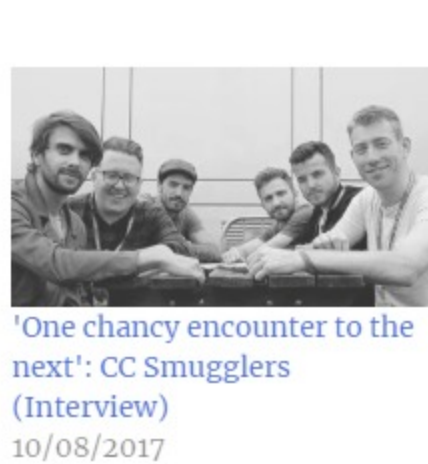 'One chancy encounter to the
next': CC Smugglers
(Interview)
10/08/2017